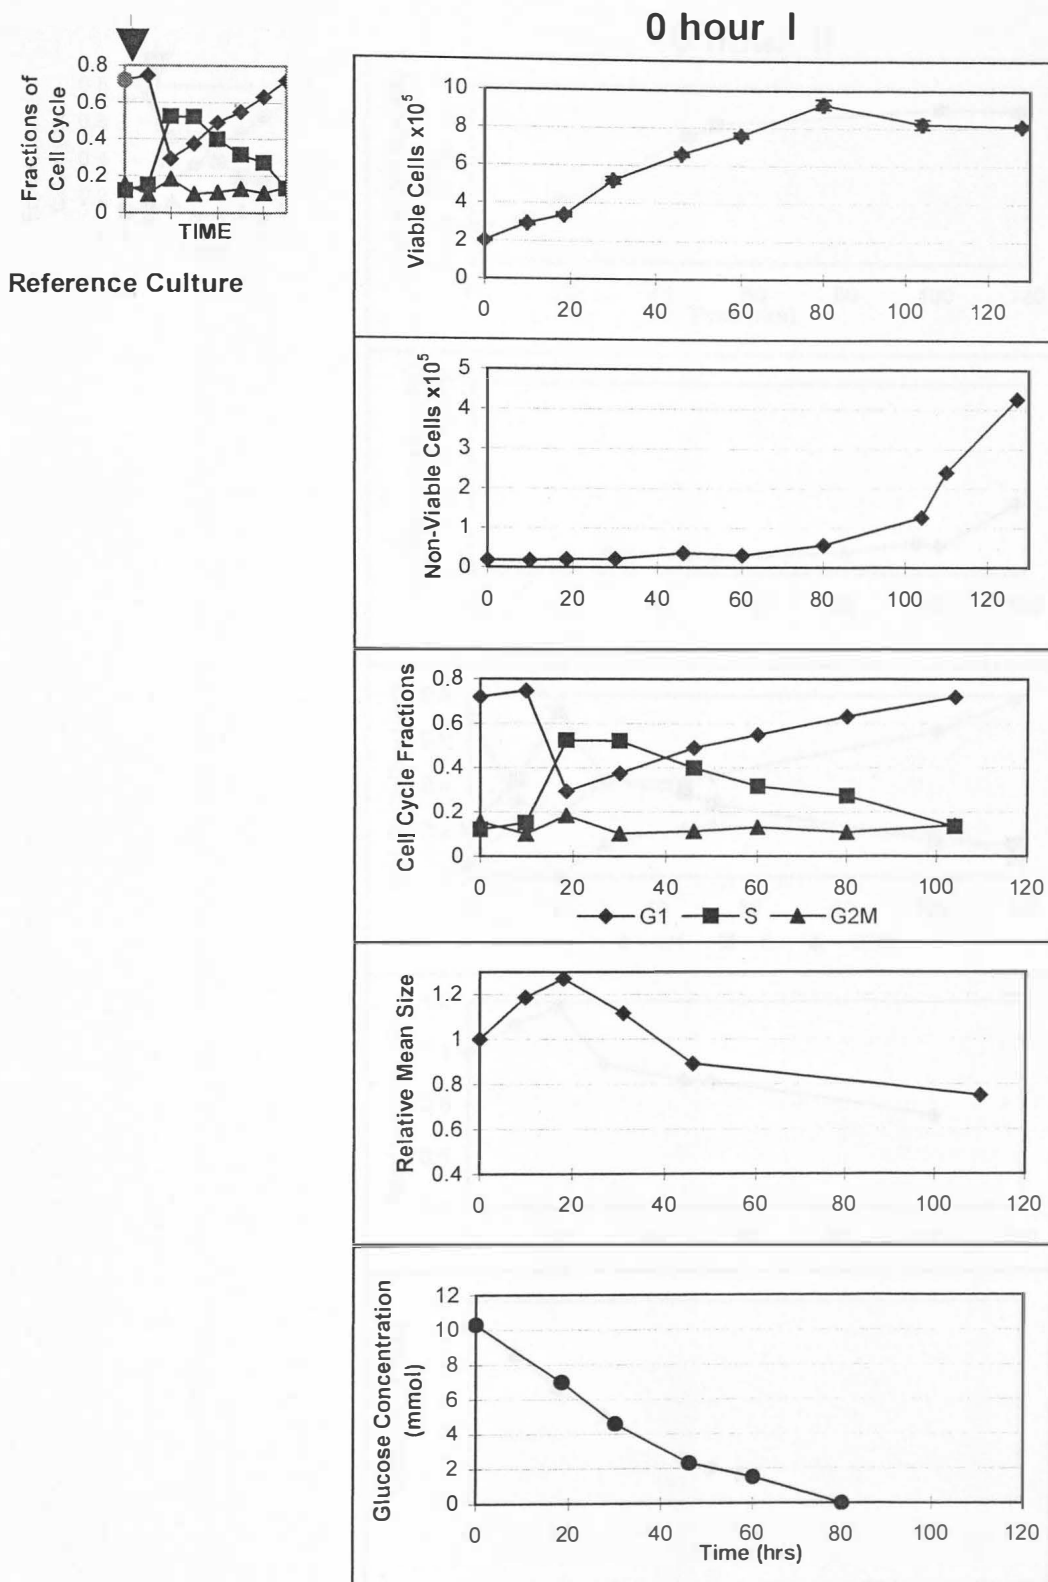 0 hour I
Fractions of
Cell Cycle
0.8
0.6
0.4
0.2
0
TIME
Reference Culture
Viable Cells x10⁵
10
8
6
4
2
0
0 20 40 60 80 100 120
Non-Viable Cells x10⁵
5
4
3
2
1
0
0 20 40 60 80 100 120
Cell Cycle Fractions
0.8
0.6
0.4
0.2
0
0 20 40 60 80 100 120
G1 S G2M
Relative Mean Size
1.2
1
0.8
0.6
0.4
0 20 40 60 80 100 120
Glucose Concentration
(mmol)
12
10
8
6
4
2
0
0 20 40 60 80 100 120
Time (hrs)